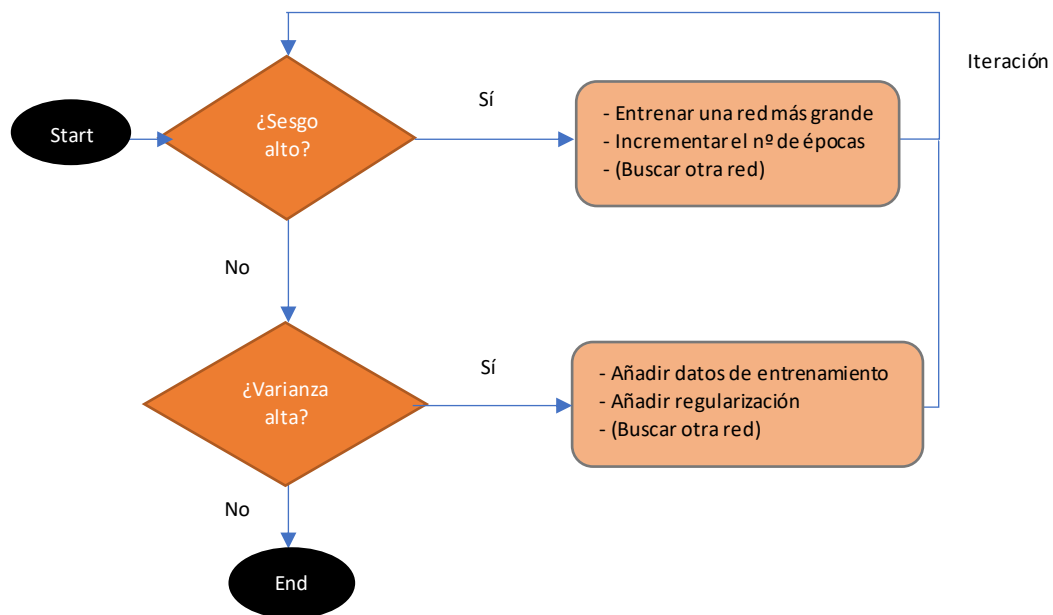 Iteración
Start
¿Sesgo
alto?
Sí
- Entrenar una red más grande
- Incrementar el nº de épocas
- (Buscar otra red)
No
¿Varianza
alta?
Sí
- Añadir datos de entrenamiento
- Añadir regularización
- (Buscar otra red)
No
End